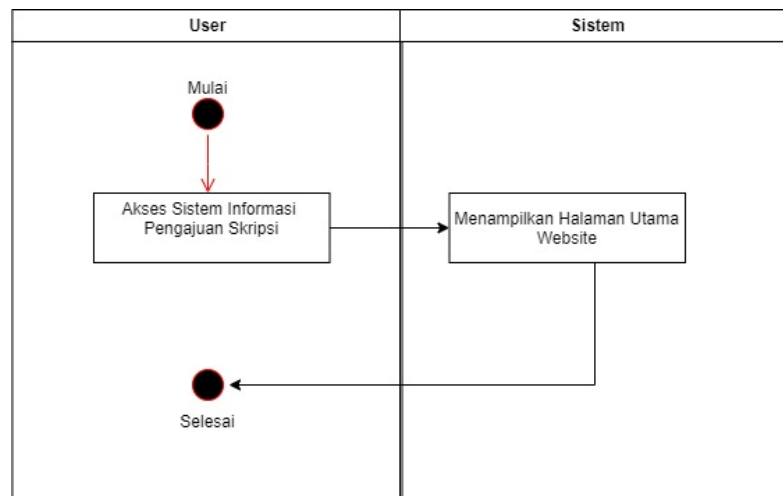 User
Sistem
Mulai
Akses Sistem Informasi
Pengajuan Skripsi
Menampilkan Halaman Utama
Website
Selesai